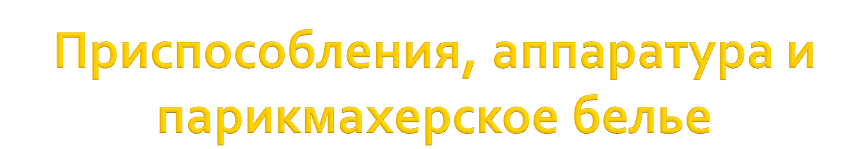 Приспособления, аппаратура и
парикмахерское белье